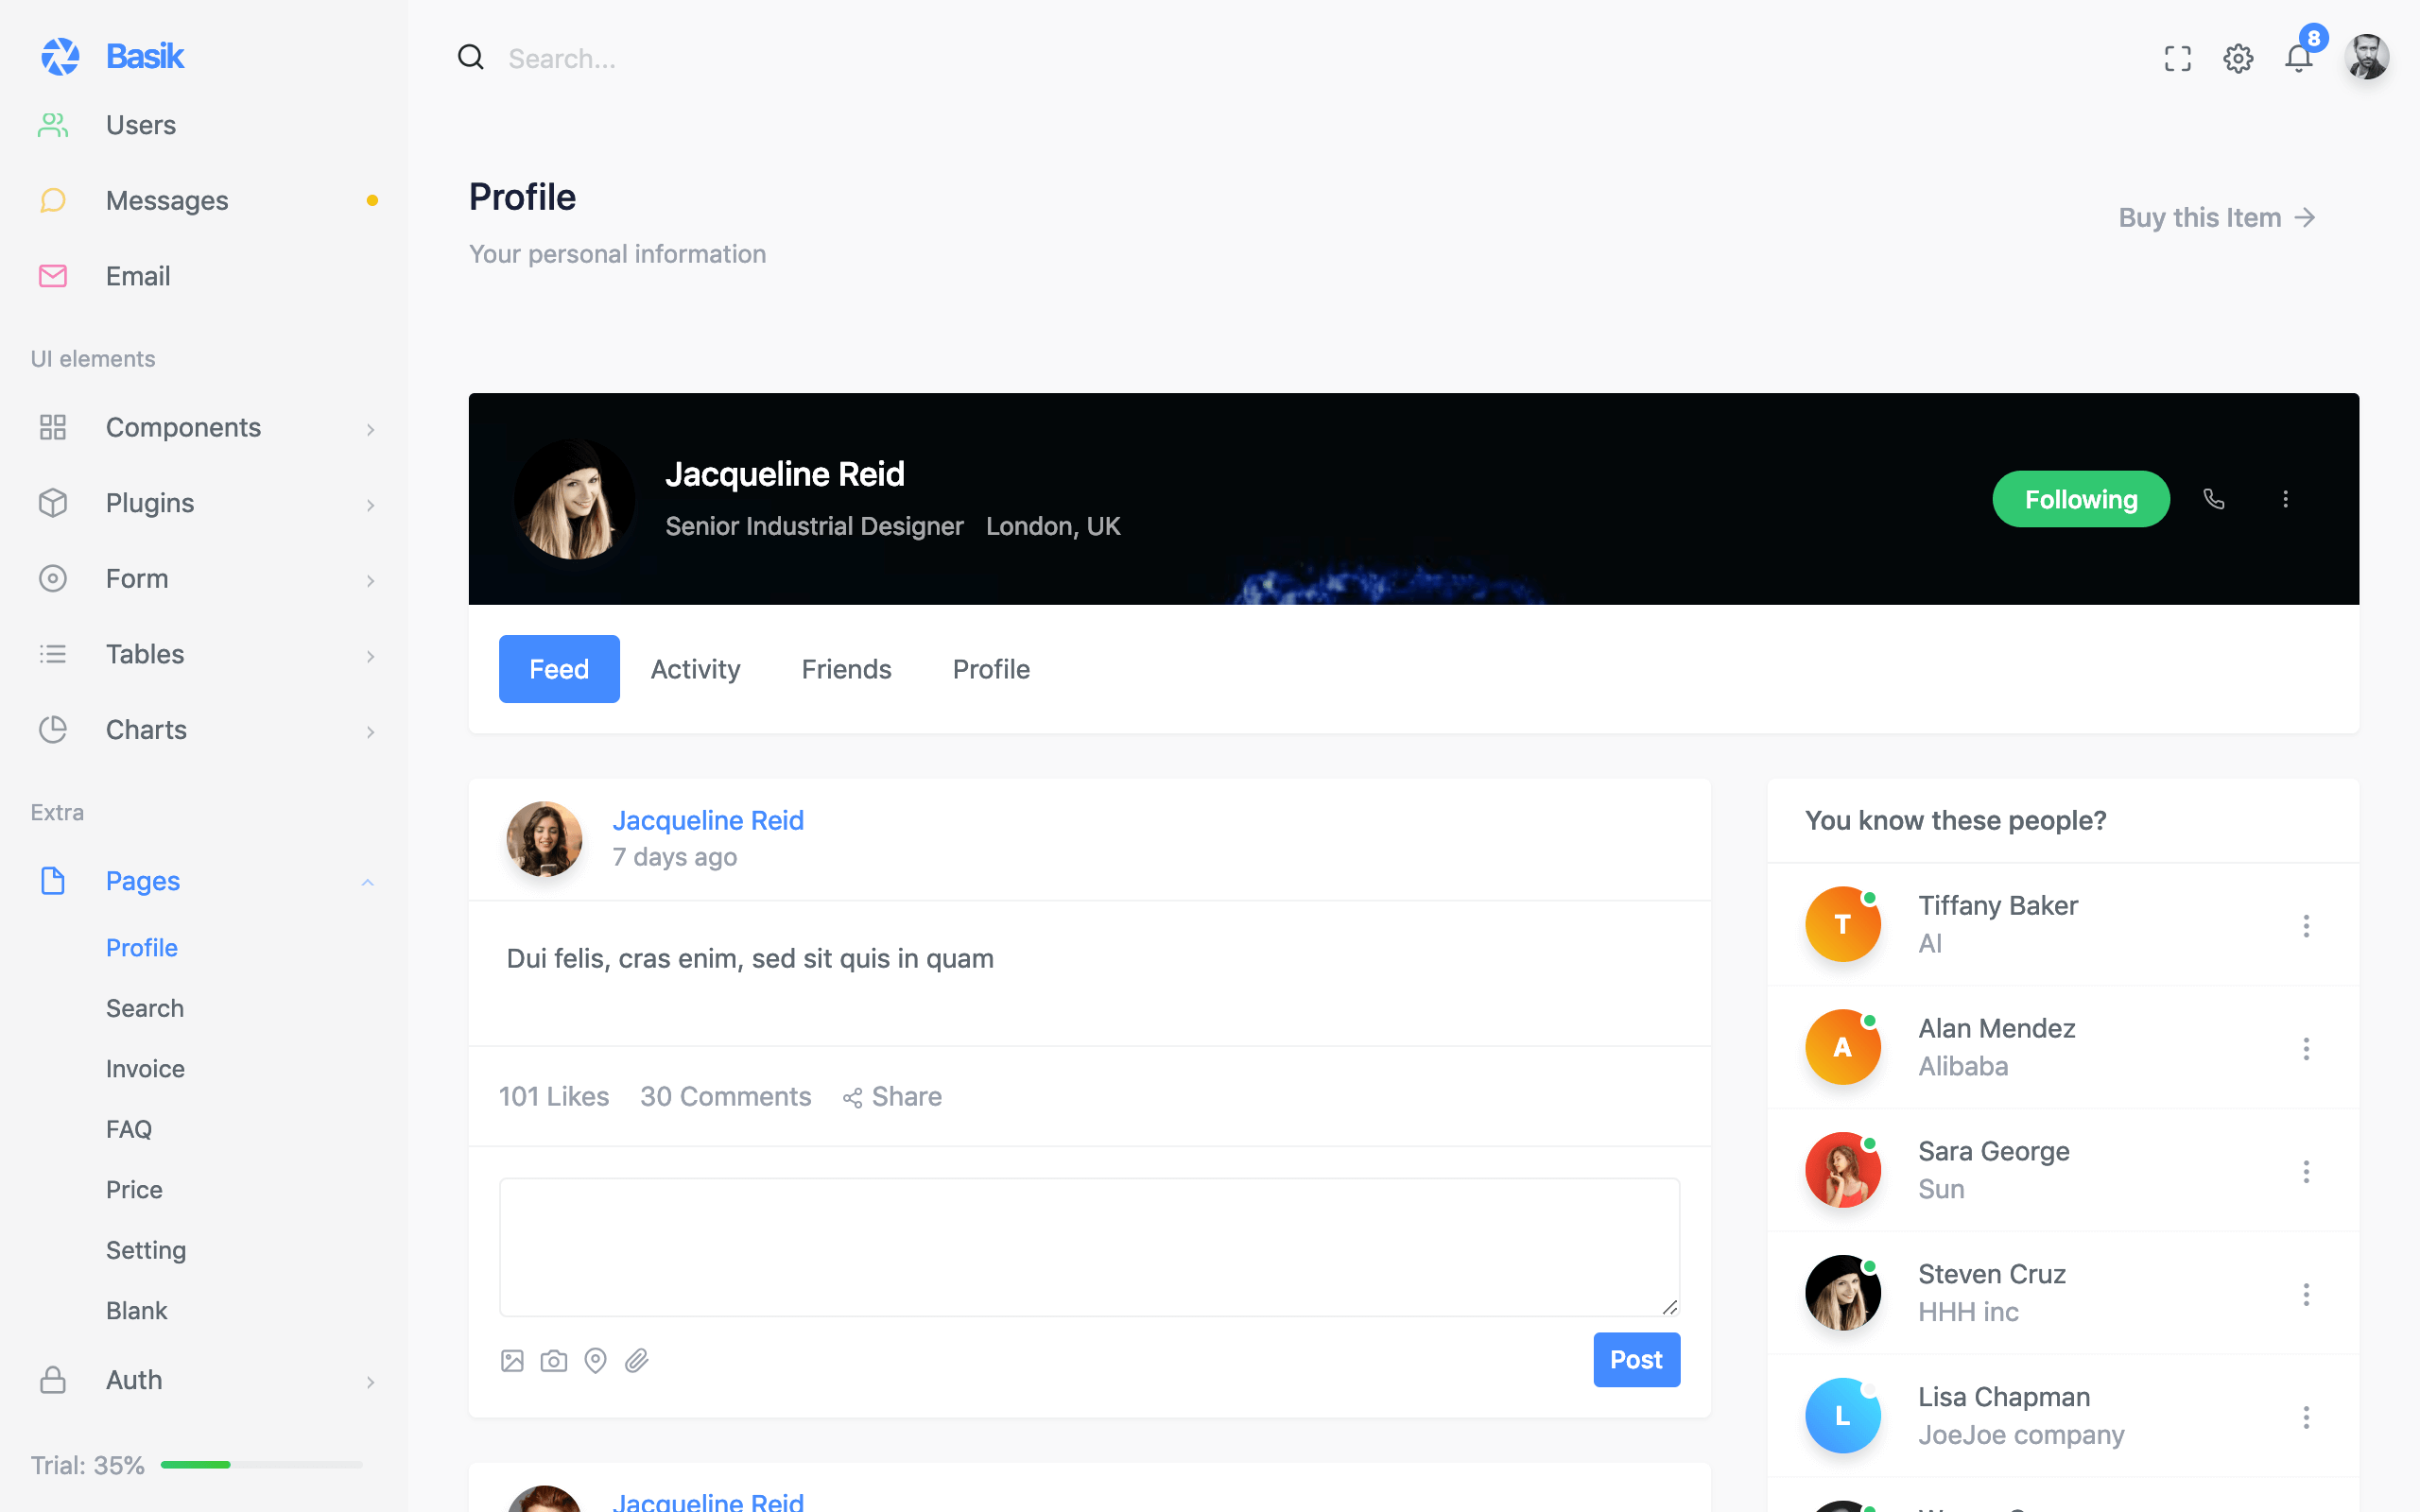 Basik
Search...
8
Users
Messages
Email
UI elements
Components
Plugins
Form
Tables
Charts
Extra
Pages
Profile
Search
Invoice
FAQ
Price
Setting
Blank
Auth
Trial: 35%
Profile
Your personal information
Buy this Item
Jacqueline Reid
Senior Industrial Designer London, UK
Following
Feed Activity Friends Profile
Jacqueline Reid
7 days ago
Dui felis, cras enim, sed sit quis in quam
101 Likes 30 Comments Share
Post
Jacqueline Reid
You know these people?
T
Tiffany Baker
AI
A
Alan Mendez
Alibaba
Sara George
Sun
Steven Cruz
HHH inc
L
Lisa Chapman
JoeJoe company